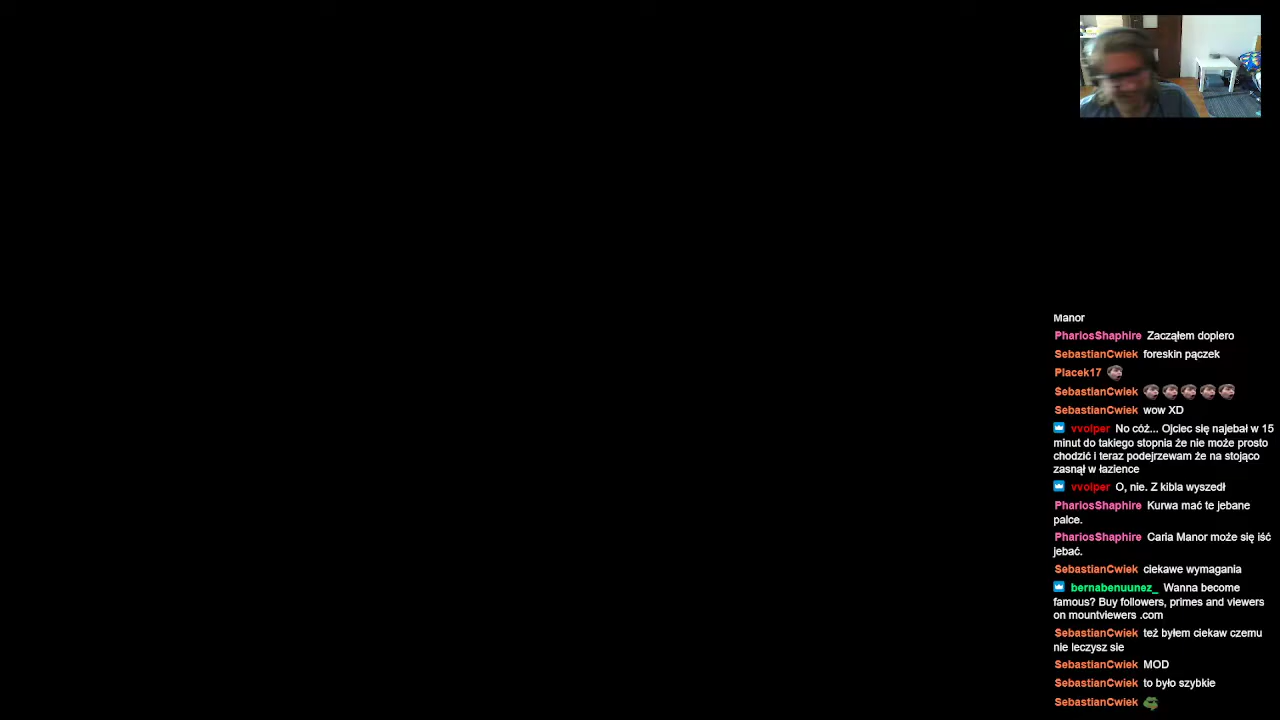 Manor
PhariosShaphire Zacząłem dopiero
SebastianCwiek foreskin pączek
Placek17
SebastianCwiek
SebastianCwiek wow XD
vvolper No cóż... Ojciec się najebał w 15
minut do takiego stopnia że nie może prosto
chodzić i teraz podejrzewam że na stojąco
zasnął w łazience
vvolper O, nie. Z kibla wyszedł
PhariosShaphire Kurwa mać te jebane
palce.
PhariosShaphire Caria Manor może się iść
jebać.
SebastianCwiek ciekawe wymagania
bernabenuunez_ Wanna become
famous? Buy followers, primes and viewers
on mountviewers .com
SebastianCwiek też byłem ciekaw czemu
nie leczysz sie
SebastianCwiek MOD
SebastianCwiek to było szybkie
SebastianCwiek